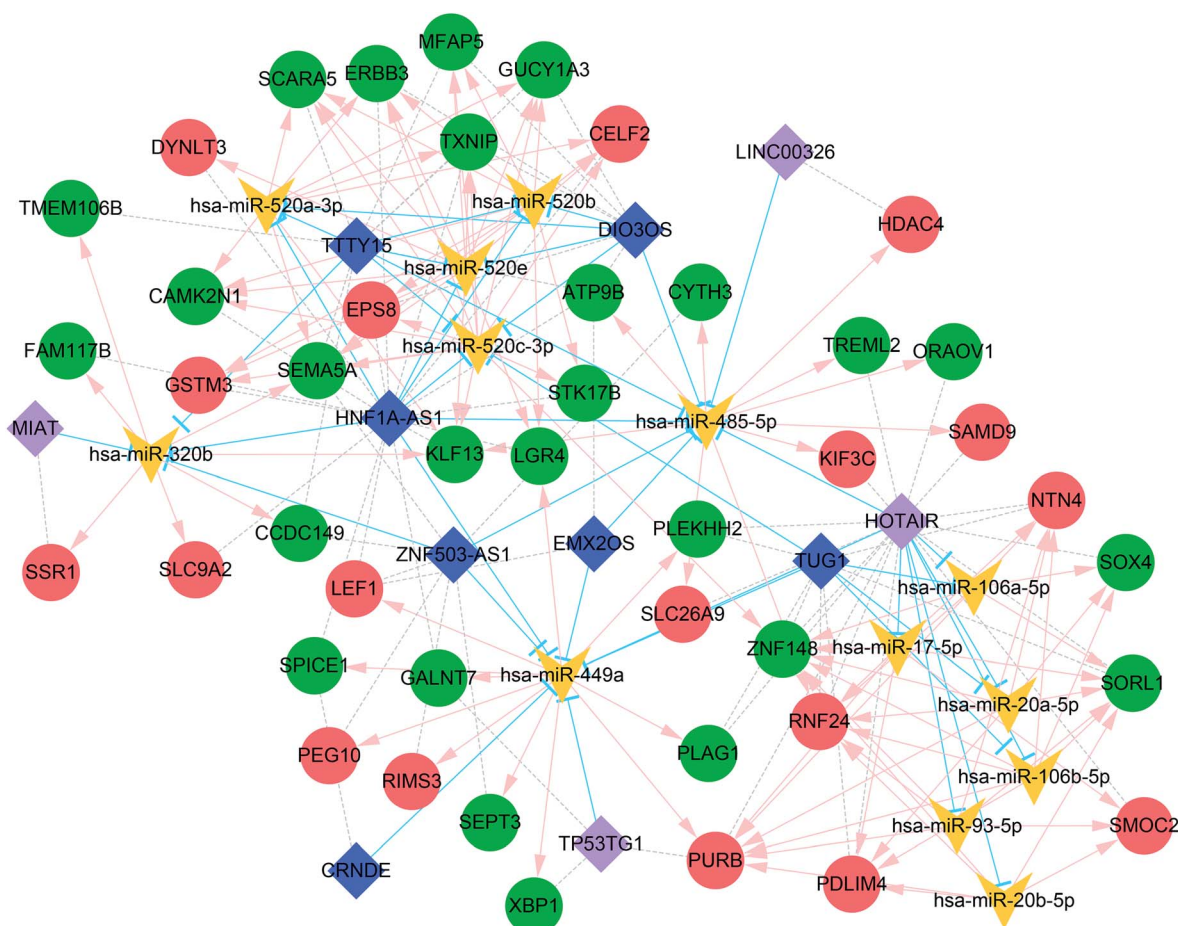 MFAP5
SCARA5
ERBB3
GUCY1A3
DYNLT3
TXNIP
CELF2
LINC00326
TMEM106B
hsa-miR-520a-3p
hsa-miR-520b
HDAC4
TTTY15
DIO3OS
hsa-miR-520e
CAMK2N1
EPS8
ATP9B
CYTH3
FAM117B
GSTM3
SEMA5A
hsa-miR-520c-3p
TREML2
ORAOV1
STK17B
MIAT
HNF1A-AS1
hsa-miR-485-5p
hsa-miR-320b
KLF13
LGR4
KIF3C
SAMD9
NTN4
SSR1
SLC9A2
CCDC149
ZNF503-AS1
EMX2OS
PLEKHH2
HOTAIR
TUG1
SOX4
LEF1
SLC26A9
hsa-miR-106a-5p
SPICE1
GALNT7
hsa-miR-449a
ZNF148
hsa-miR-17-5p
SORL1
PEG10
RIMS3
PLAG1
RNF24
hsa-miR-20a-5p
hsa-miR-106b-5p
SEPT3
TP53TG1
hsa-miR-93-5p
SMOC2
CRNDE
PURB
PDLIM4
XBP1
hsa-miR-20b-5p